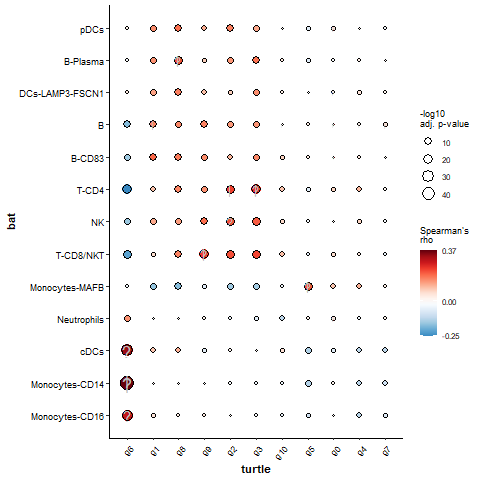 pDCs
B-Plasma
DCs-LAMP3-FSCN1
B
B-CD83
T-CD4
NK
T-CD8/NKT
Monocytes-MAFB
Neutrophils
cDCs
Monocytes-CD14
Monocytes-CD16
bat
turtle
-log10
adj. p-value
10
20
30
40
Spearman's
rho
0.37
0.00
-0.25